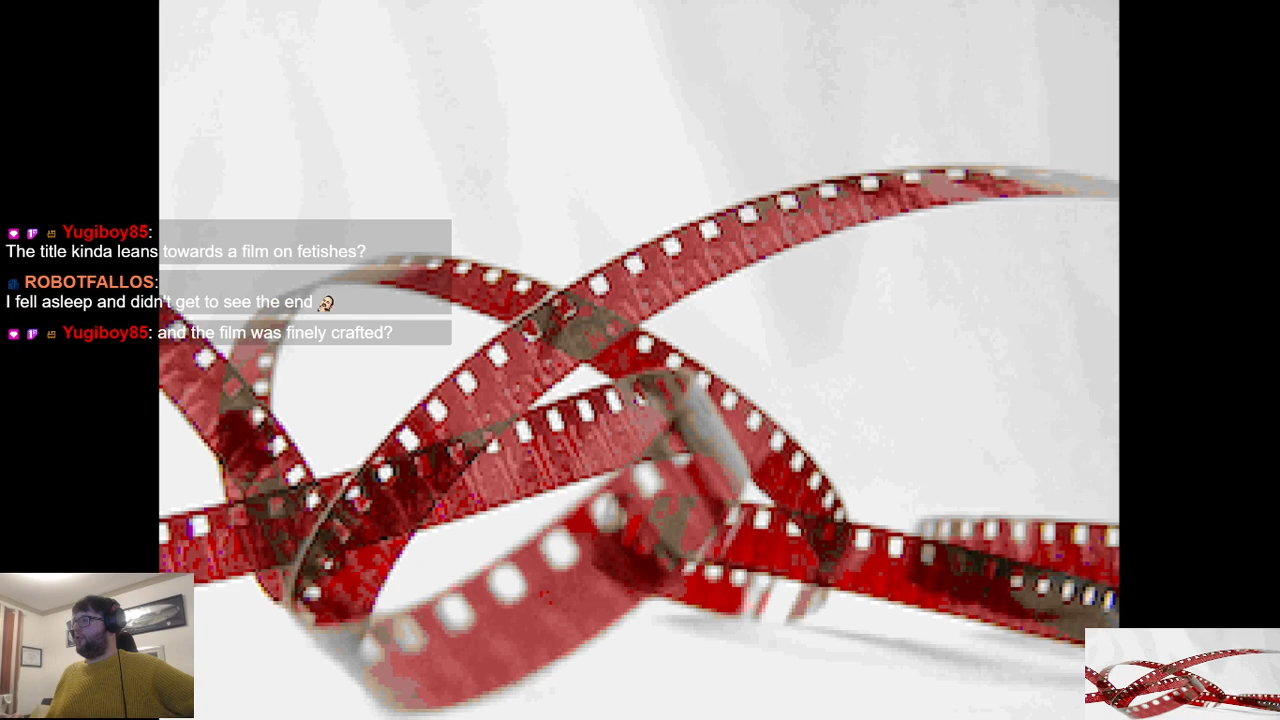 Yugiboy85:
The title kinda leans towards a film on fetishes?
ROBOTFALLOS:
I fell asleep and didn't get to see the end
Yugiboy85: and the film was finely crafted?